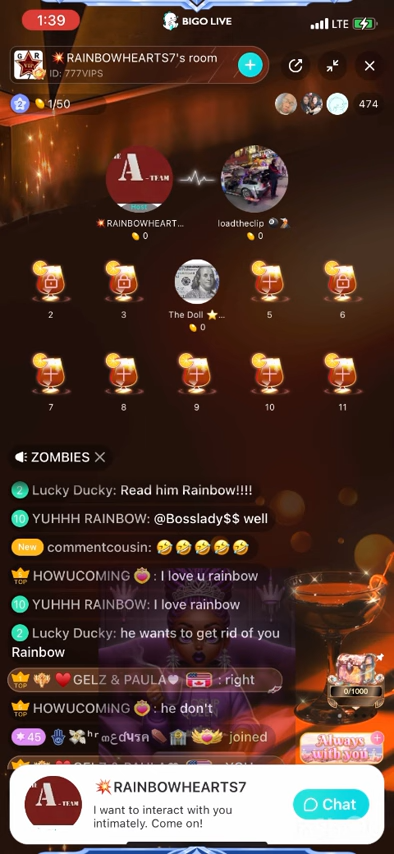 1:39
BIGO LIVE
LTE
G R
VIP
💥RAINBOWHEARTS7's room
ID: 777VIPS
1/50
474
A-TEAM
Host
💥RAINBOWHEART...
loadtheclip
0
0
2
3
The Doll ⭐...
5
6
0
7
8
9
10
11
ZOMBIES
2 Lucky Ducky: Read him Rainbow!!!!
10 YUHHH RAINBOW: @Bosslady$$ well
New commentcousin: 🤣🤣🤣🤣🤣
TOP HOWUCOMING : I love u rainbow
10 YUHHH RAINBOW: I love rainbow
2 Lucky Ducky: he wants to get rid of you
Rainbow
TOP GELZ & PAULA : right
TOP HOWUCOMING : he don't
0/1000
45 joined
Always
with you
💥RAINBOWHEARTS7
A-TEAM
I want to interact with you
intimately. Come on!
Chat